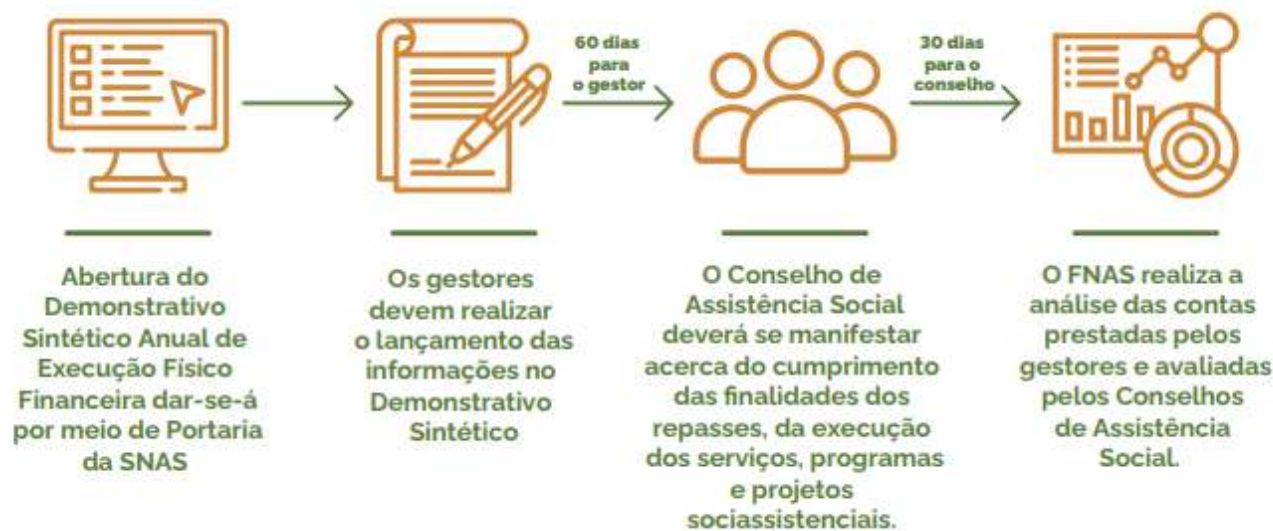 60 dias
para
o gestor
30 dias
para o
conselho
Abertura do
Demonstrativo
Sintético Anual de
Execução Físico
Financeira dar-se-á
por meio de Portaria
da SNAS
Os gestores
devem realizar
o lançamento das
informações no
Demonstrativo
Sintético
O Conselho de
Assistência Social
deverá se manifestar
acerca do cumprimento
das finalidades dos
repasses, da execução
dos serviços, programas
e projetos
sociassistenciais.
O FNAS realiza a
análise das contas
prestadas pelos
gestores e avaliadas
pelos Conselhos
de Assistência
Social.